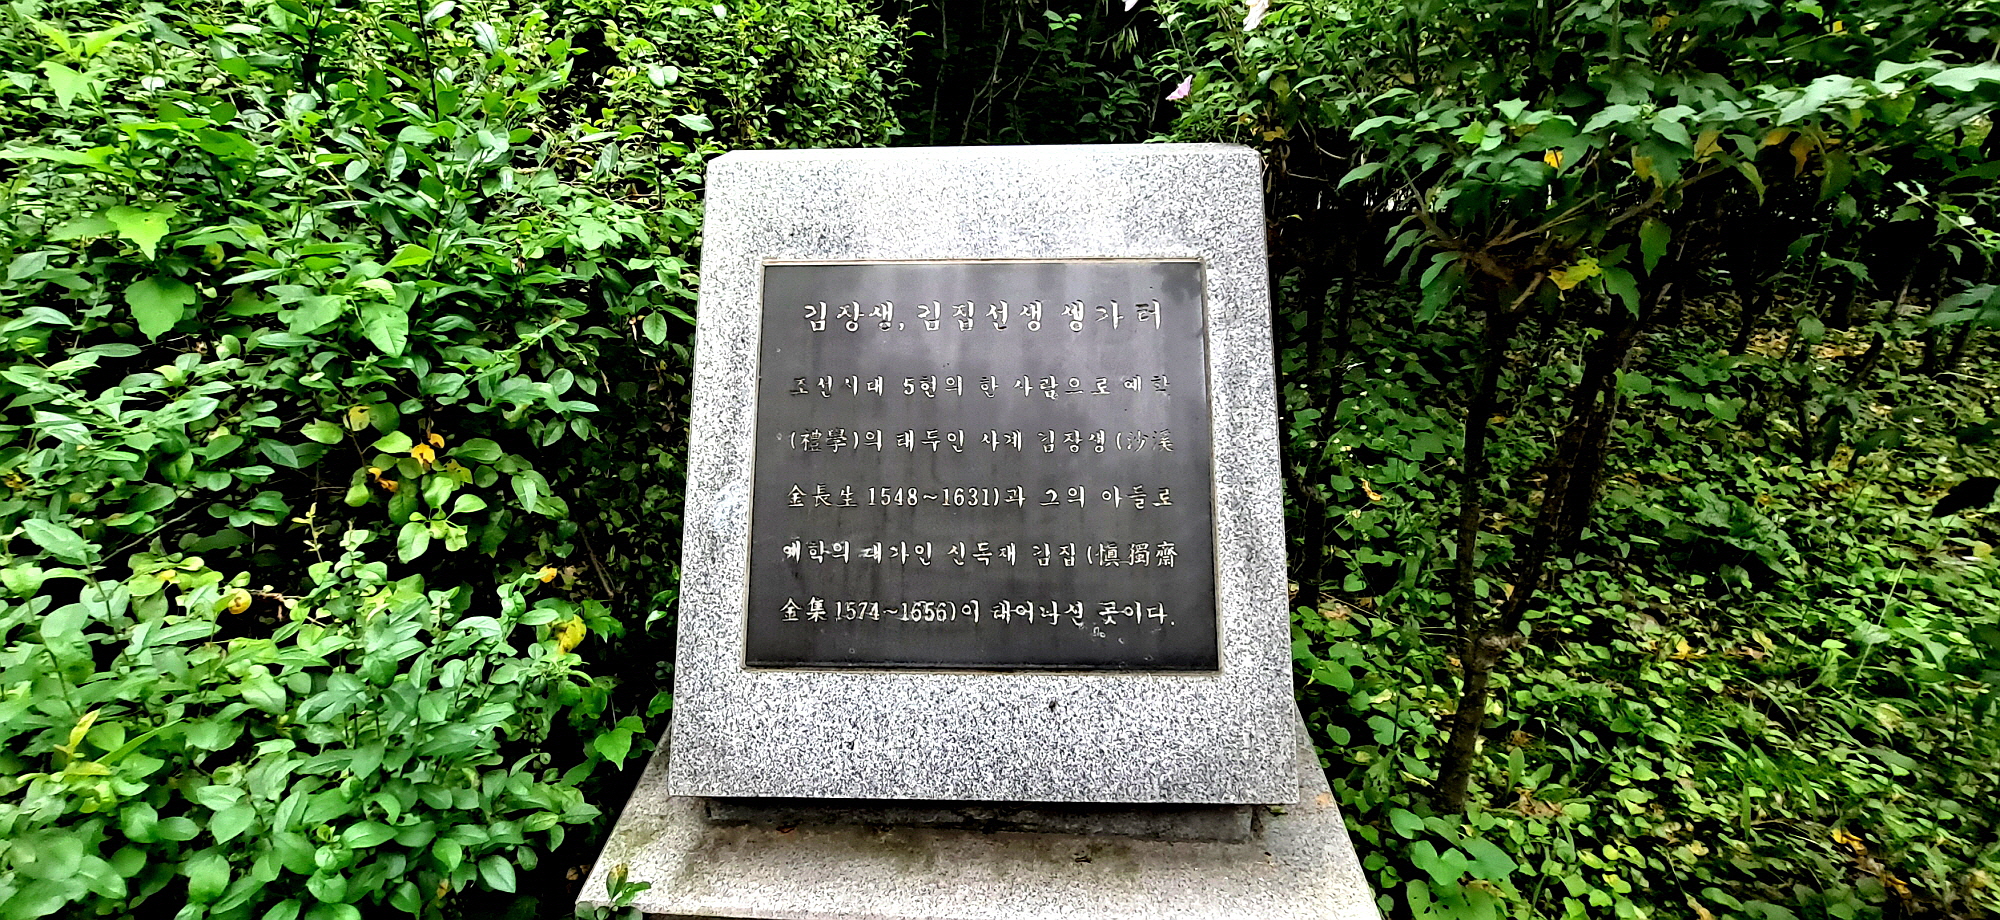 김장생, 김집선생 생가 터
조선시대 5현의 한 사람으로 예학
(禮學)의 태두인 사계 김장생(沙溪
金長生 1548~1631)과 그의 아들로
예학의 대가인 신독재 김집(愼獨齋
金集 1574~1656)이 태어나신 곳이다.